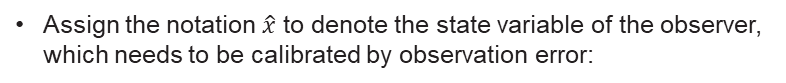 • Assign the notation x̂ to denote the state variable of the observer,
which needs to be calibrated by observation error: